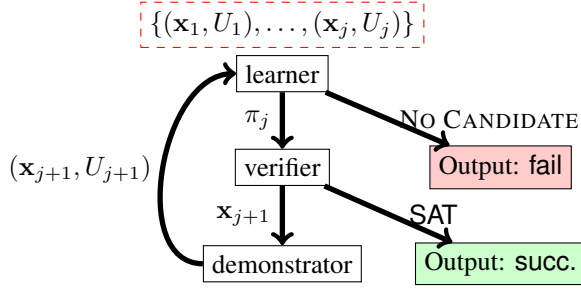 {(x₁, U₁), . . . , (xⱼ, Uⱼ)}
learner
πⱼ
NO CANDIDATE
(xⱼ₊₁, Uⱼ₊₁)
verifier
Output: fail
xⱼ₊₁
SAT
demonstrator
Output: succ.